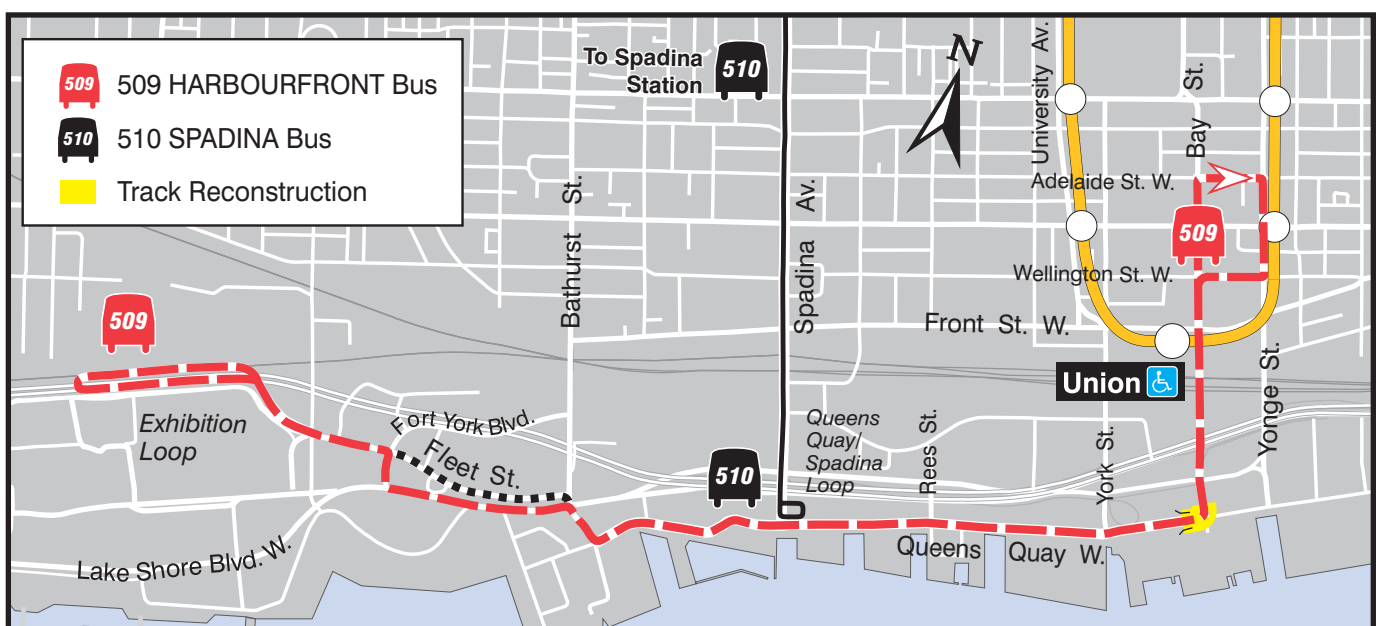 509 509 HARBOURFRONT Bus
510 510 SPADINA Bus
Track Reconstruction
To Spadina
Station
510
N
University Av.
Bay St.
Adelaide St. W.
509
Wellington St. W.
Front St. W.
Union
Bathurst St.
Spadina Av.
509
Exhibition
Loop
Fort York Blvd.
Fleet St.
510
Queens
Quay/
Spadina
Loop
Rees St.
York St.
Yonge St.
Queens Quay W.
Lake Shore Blvd. W.